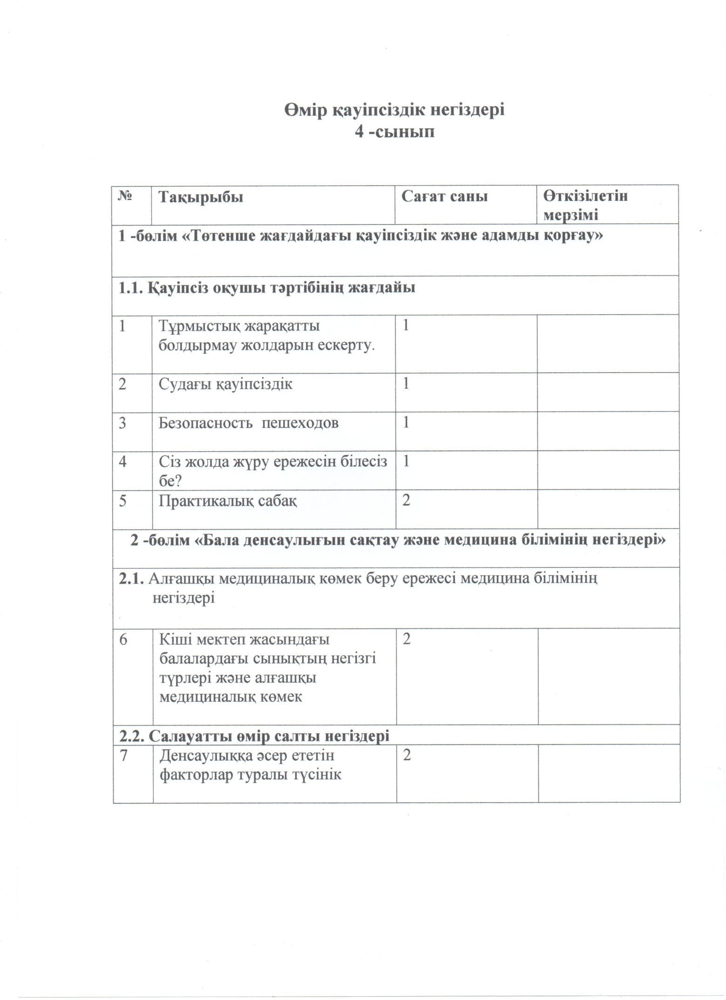 Өмір қауіпсіздік негіздері
4 -сынып
№ Тақырыбы Сағат саны Өткізілетін
мерзімі
1 -бөлім «Төтенше жағдайдағы қауіпсіздік және адамды қорғау»
1.1. Қауіпсіз оқушы тәртібінің жағдайы
1 Тұрмыстық жарақатты 1
болдырмау жолдарын ескерту.
2 Судағы қауіпсіздік 1
3 Безопасность пешеходов 1
4 Сіз жолда жүру ережесін білесіз 1
бе?
5 Практикалық сабақ 2
2 -бөлім «Бала денсаулығын сақтау және медицина білімінің негіздері»
2.1. Алғашқы медициналық көмек беру ережесі медицина білімінің
негіздері
6 Кіші мектеп жасындағы 2
балалардағы сынықтың негізгі
түрлері және алғашқы
медициналық көмек
2.2. Салауатты өмір салты негіздері
7 Денсаулыққа әсер ететін 2
факторлар туралы түсінік